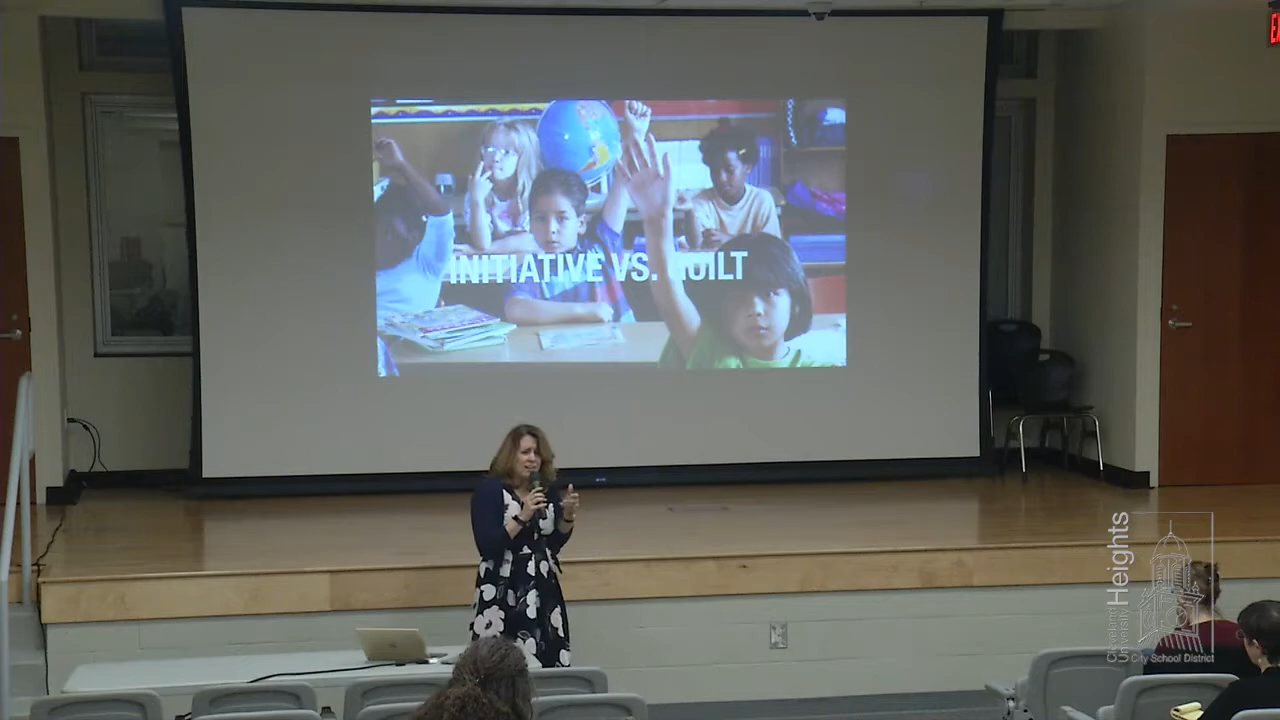 INITIATIVE VS. GUILT
Cleveland
University
Heights
City School District